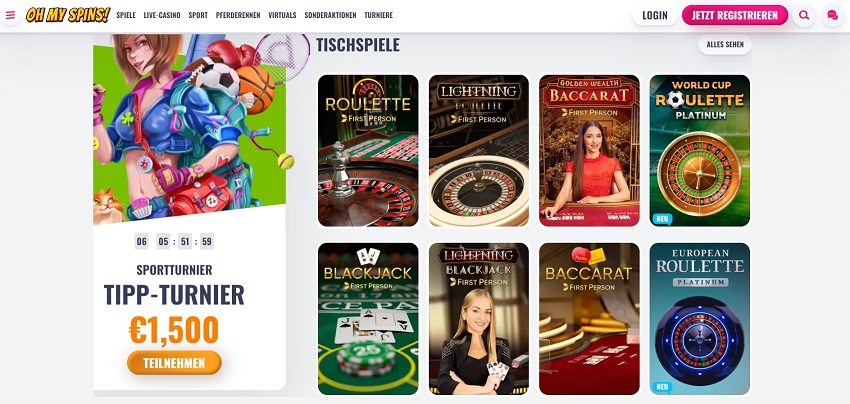 OH MY SPINS!
SPIELE LIVE-CASINO SPORT PFERDERENNEN VIRTUALS SONDERAKTIONEN TURNIERE
LOGIN
JETZT REGISTRIEREN
06 05 : 51 : 59
SPORTTURNIER
TIPP-TURNIER
€1,500
TEILNEHMEN
TISCHSPIELE
ALLES SEHEN
ROULETTE
FIRST PERSON
LIGHTNING
ROULETTE
FIRST PERSON
GOLDEN WEALTH
BACCARAT
FIRST PERSON
WORLD CUP
ROULETTE
PLATINUM
NEU
BLACKJACK
FIRST PERSON
LIGHTNING
BLACKJACK
FIRST PERSON
BACCARAT
FIRST PERSON
EUROPEAN
ROULETTE
PLATINUM
NEU